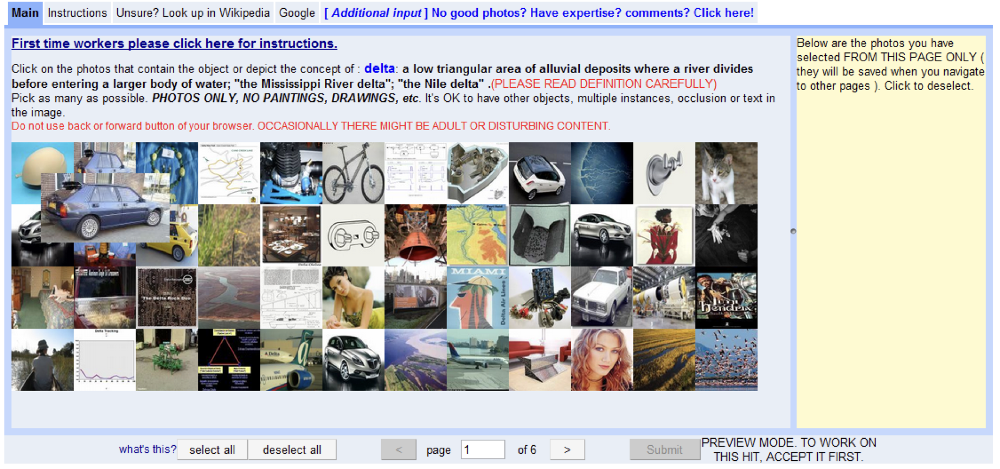 Main Instructions Unsure? Look up in Wikipedia Google [ Additional input ] No good photos? Have expertise? comments? Click here!
First time workers please click here for instructions.
Click on the photos that contain the object or depict the concept of : delta: a low triangular area of alluvial deposits where a river divides
before entering a larger body of water; "the Mississippi River delta"; "the Nile delta" .(PLEASE READ DEFINITION CAREFULLY)
Pick as many as possible. PHOTOS ONLY, NO PAINTINGS, DRAWINGS, etc. It's OK to have other objects, multiple instances, occlusion or text in
the image.
Do not use back or forward button of your browser. OCCASIONALLY THERE MIGHT BE ADULT OR DISTURBING CONTENT.
Below are the photos you have
selected FROM THIS PAGE ONLY (
they will be saved when you navigate
to other pages ). Click to deselect.
MIAMI
Delta Air Lines
The Delta Rock Doc
hendrix
Delta Tracking
Delta
what's this? select all deselect all < page 1 of 6 > Submit
PREVIEW MODE. TO WORK ON
THIS HIT, ACCEPT IT FIRST.